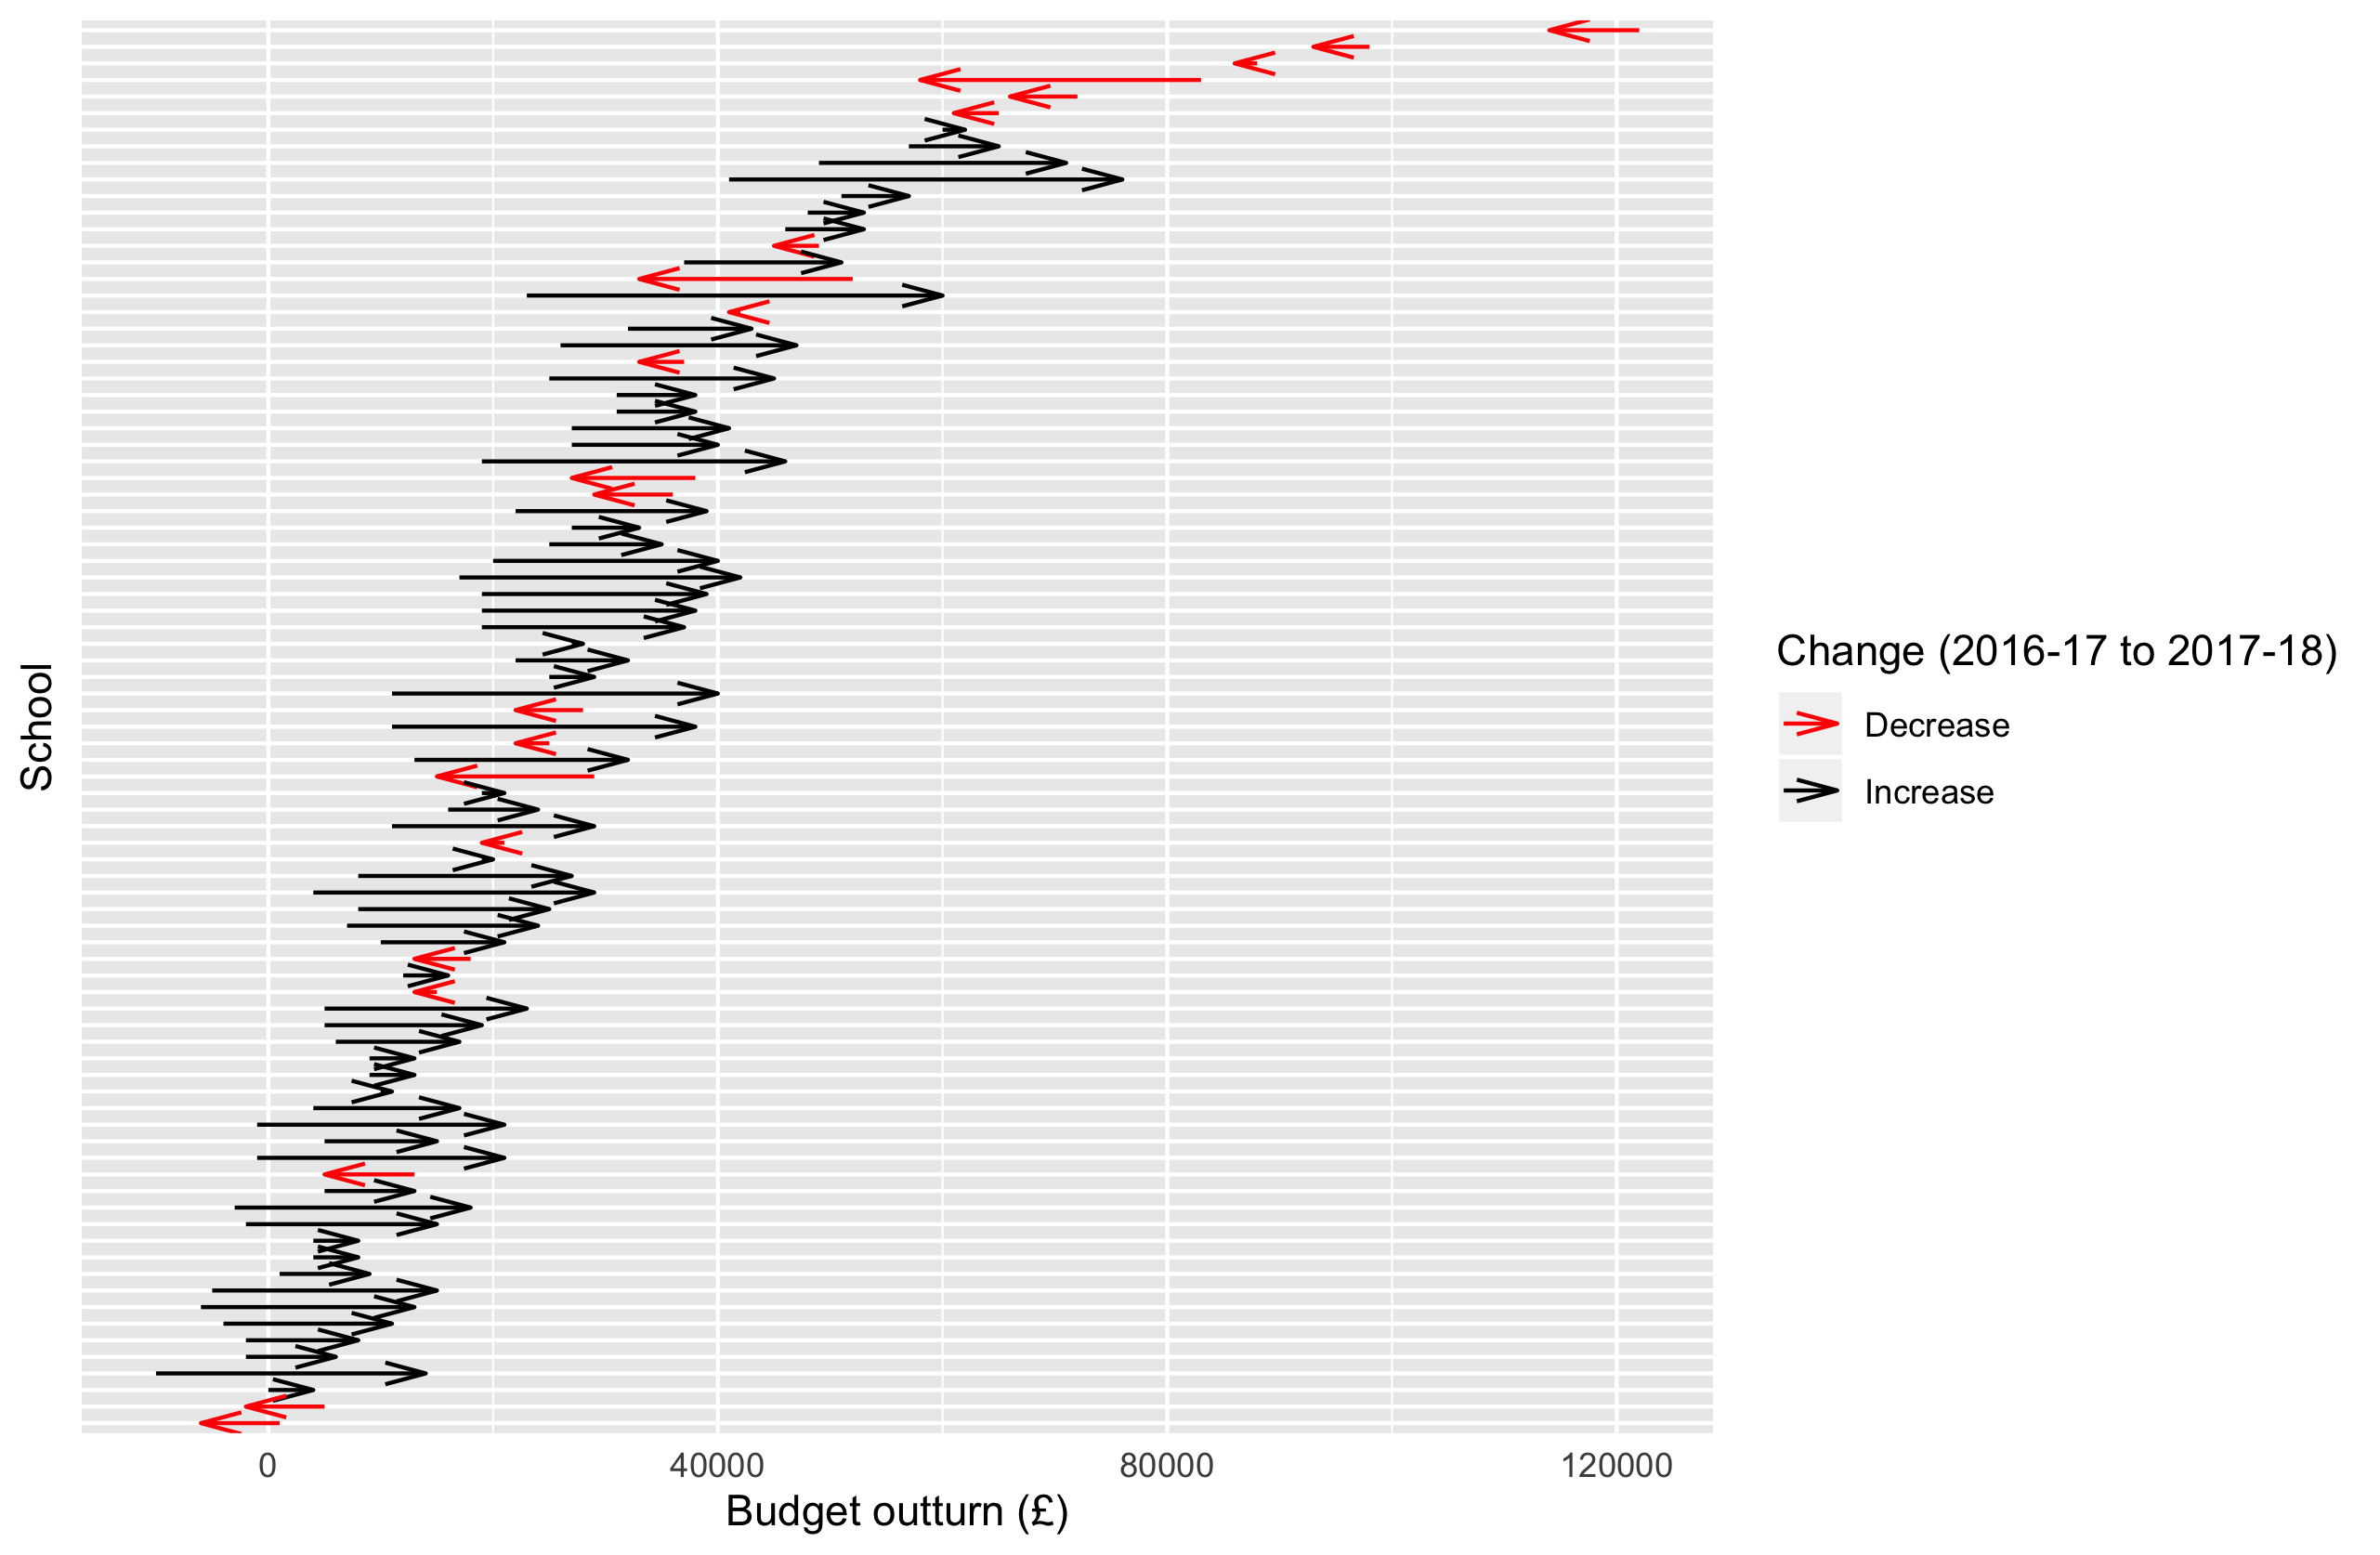 School
0
40000
80000
120000
Budget outturn (£)
Change (2016-17 to 2017-18)
Decrease
Increase